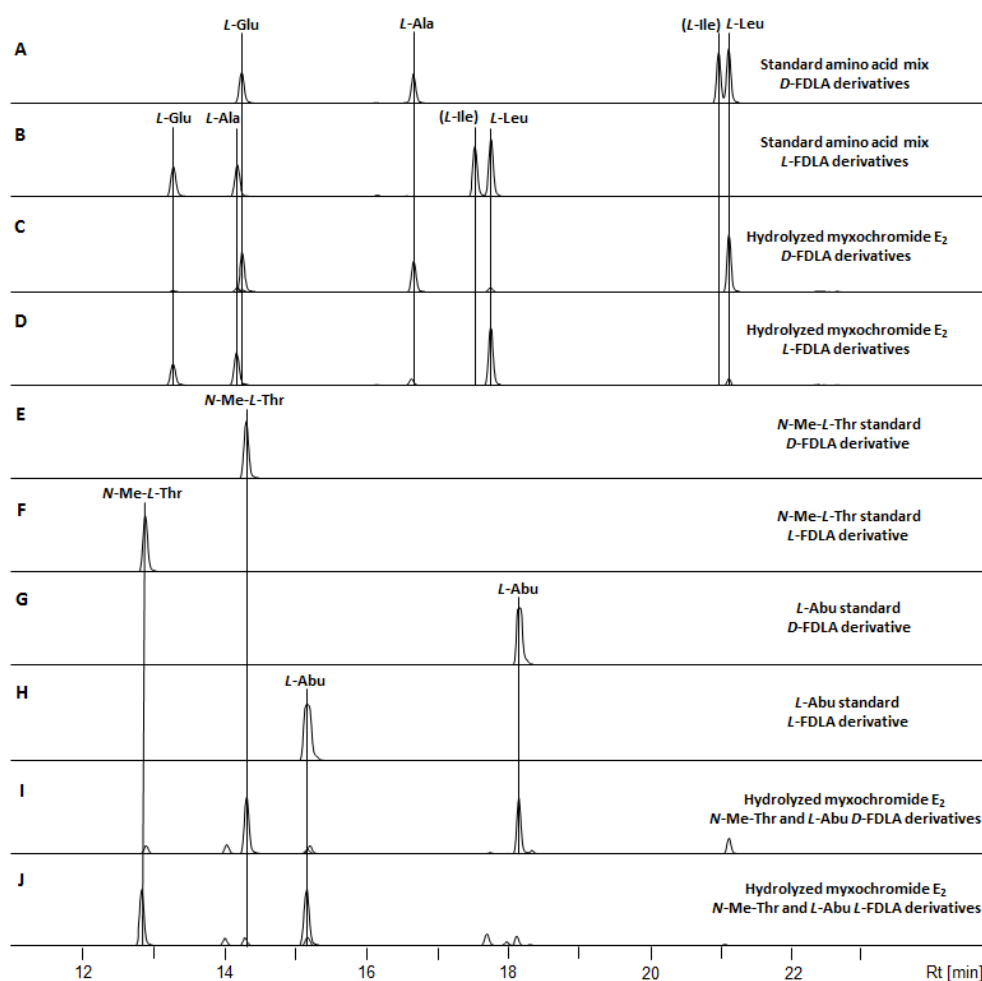 L-Glu L-Ala (L-Ile) L-Leu
A
Standard amino acid mix
D-FDLA derivatives
L-Glu L-Ala (L-Ile) L-Leu
B
Standard amino acid mix
L-FDLA derivatives
C
Hydrolyzed myxochromide E₂
D-FDLA derivatives
D
Hydrolyzed myxochromide E₂
L-FDLA derivatives
N-Me-L-Thr
E
N-Me-L-Thr standard
D-FDLA derivative
N-Me-L-Thr
F
N-Me-L-Thr standard
L-FDLA derivative
L-Abu
G
L-Abu standard
D-FDLA derivative
L-Abu
H
L-Abu standard
L-FDLA derivative
I
Hydrolyzed myxochromide E₂
N-Me-Thr and L-Abu D-FDLA derivatives
J
Hydrolyzed myxochromide E₂
N-Me-Thr and L-Abu L-FDLA derivatives
12 14 16 18 20 22 Rt [min]